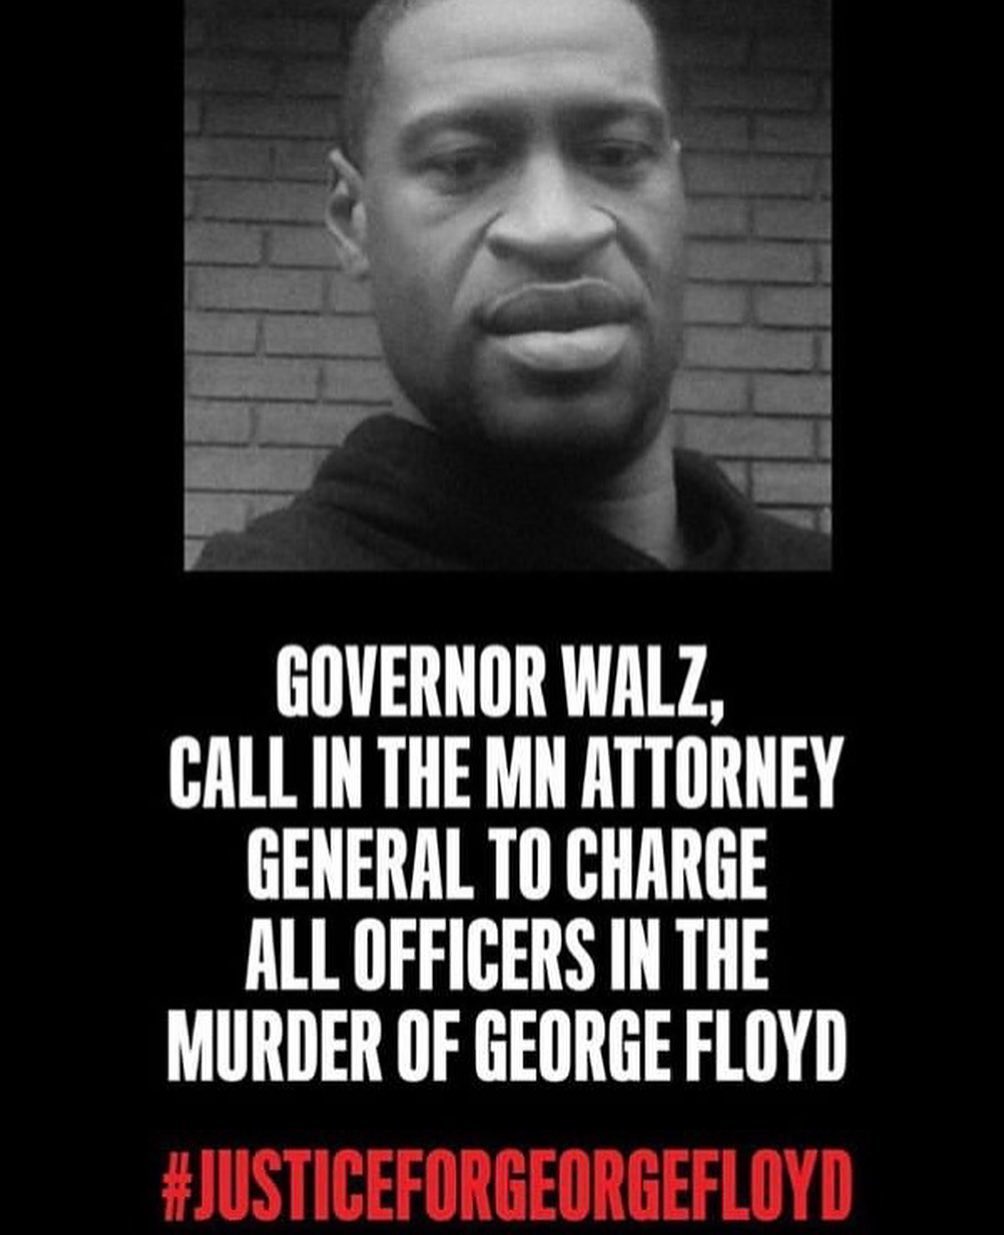 GOVERNOR WALZ,
CALL IN THE MN ATTORNEY
GENERAL TO CHARGE
ALL OFFICERS IN THE
MURDER OF GEORGE FLOYD
#JUSTICEFORGEORGEFLOYD